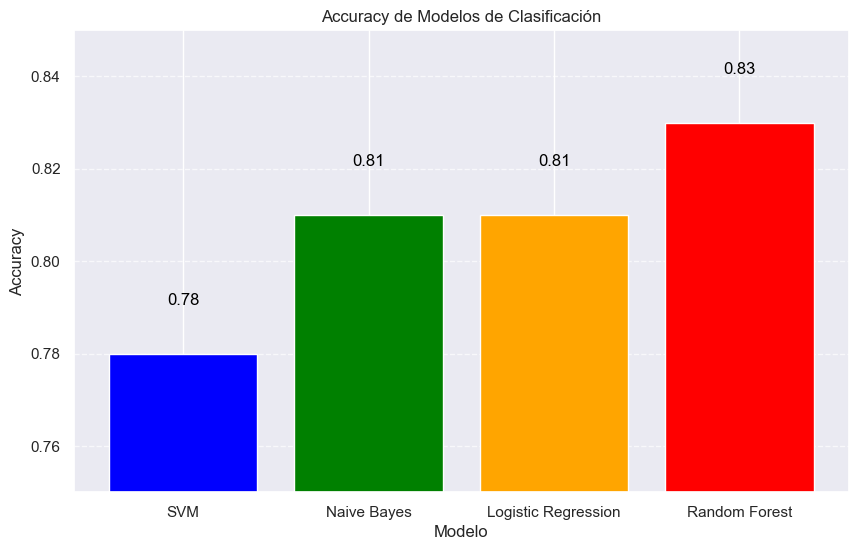 Accuracy de Modelos de Clasificación
0.84
0.82
0.80
0.78
0.76
Accuracy
0.78
0.81
0.81
0.83
SVM
Naive Bayes
Logistic Regression
Random Forest
Modelo